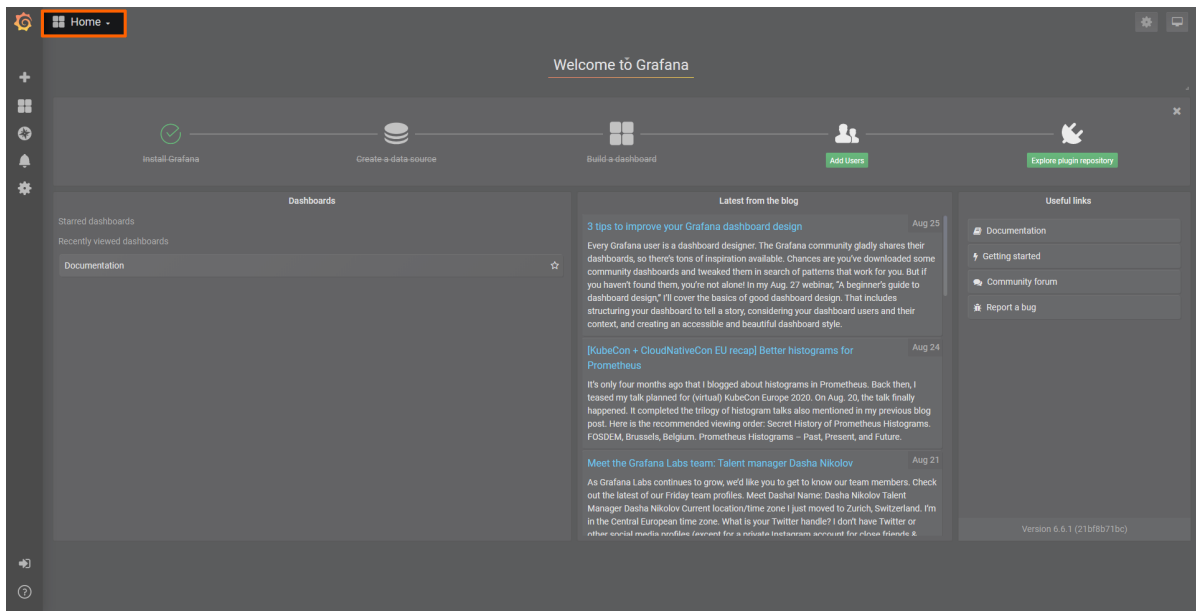 Home
Welcome to Grafana
Install Grafana
Create a data source
Build a dashboard
Add Users
Explore plugin repository
Dashboards
Starred dashboards
Recently viewed dashboards
Documentation
Latest from the blog
3 tips to improve your Grafana dashboard design
Aug 25
Every Grafana user is a dashboard designer. The Grafana community gladly shares their
dashboards, so there's tons of inspiration available. Chances are you've downloaded some
community dashboards and tweaked them in search of patterns that work for you. But if
you haven't found them, you're not alone! In my Aug. 27 webinar, "A beginner's guide to
dashboard design," I'll cover the basics of good dashboard design. That includes
structuring your dashboard to tell a story, considering your dashboard users and their
context, and creating an accessible and beautiful dashboard style.
[KubeCon + CloudNativeCon EU recap] Better histograms for
Prometheus
Aug 24
It's only four months ago that I blogged about histograms in Prometheus. Back then, I
teased my talk planned for (virtual) KubeCon Europe 2020. On Aug. 20, the talk finally
happened. It completed the trilogy of histogram talks also mentioned in my previous blog
post. Here is the recommended viewing order: Secret History of Prometheus Histograms.
FOSDEM, Brussels, Belgium. Prometheus Histograms – Past, Present, and Future.
Meet the Grafana Labs team: Talent manager Dasha Nikolov
Aug 21
As Grafana Labs continues to grow, we'd like you to get to know our team members. Check
out the latest of our Friday team profiles. Meet Dasha! Name: Dasha Nikolov Talent
Manager Dasha Nikolov Current location/time zone I just moved to Zurich, Switzerland. I'm
in the Central European time zone. What is your Twitter handle? I don't have Twitter or
other social media profiles (except for a private Instagram account for close friends &
Useful links
Documentation
Getting started
Community forum
Report a bug
Version 6.6.1 (21bf8b71bc)